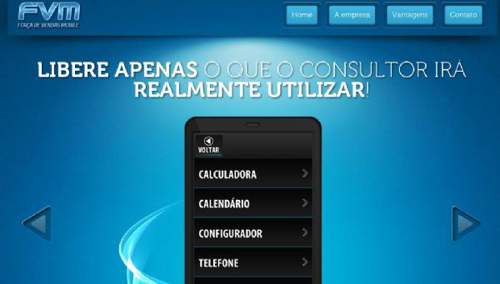 FVM
FORÇA DE VENDAS MOBILE
Home
A empresa
Vantagens
Contato
LIBERE APENAS O QUE O CONSULTOR IRÁ
REALMENTE UTILIZAR!
VOLTAR
CALCULADORA
CALENDÁRIO
CONFIGURADOR
TELEFONE